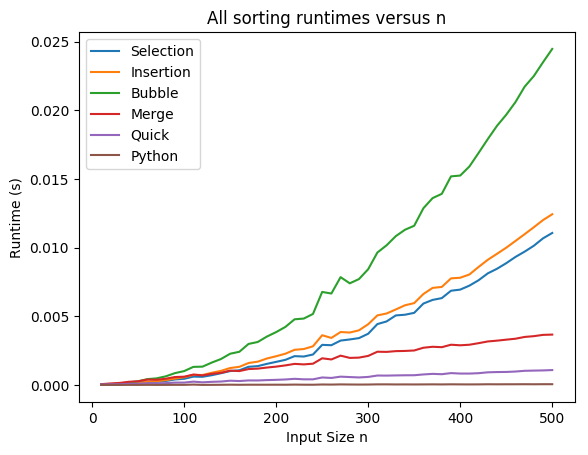 All sorting runtimes versus n
Selection
Insertion
Bubble
Merge
Quick
Python
Runtime (s)
0.025
0.020
0.015
0.010
0.005
0.000
0
100
200
300
400
500
Input Size n